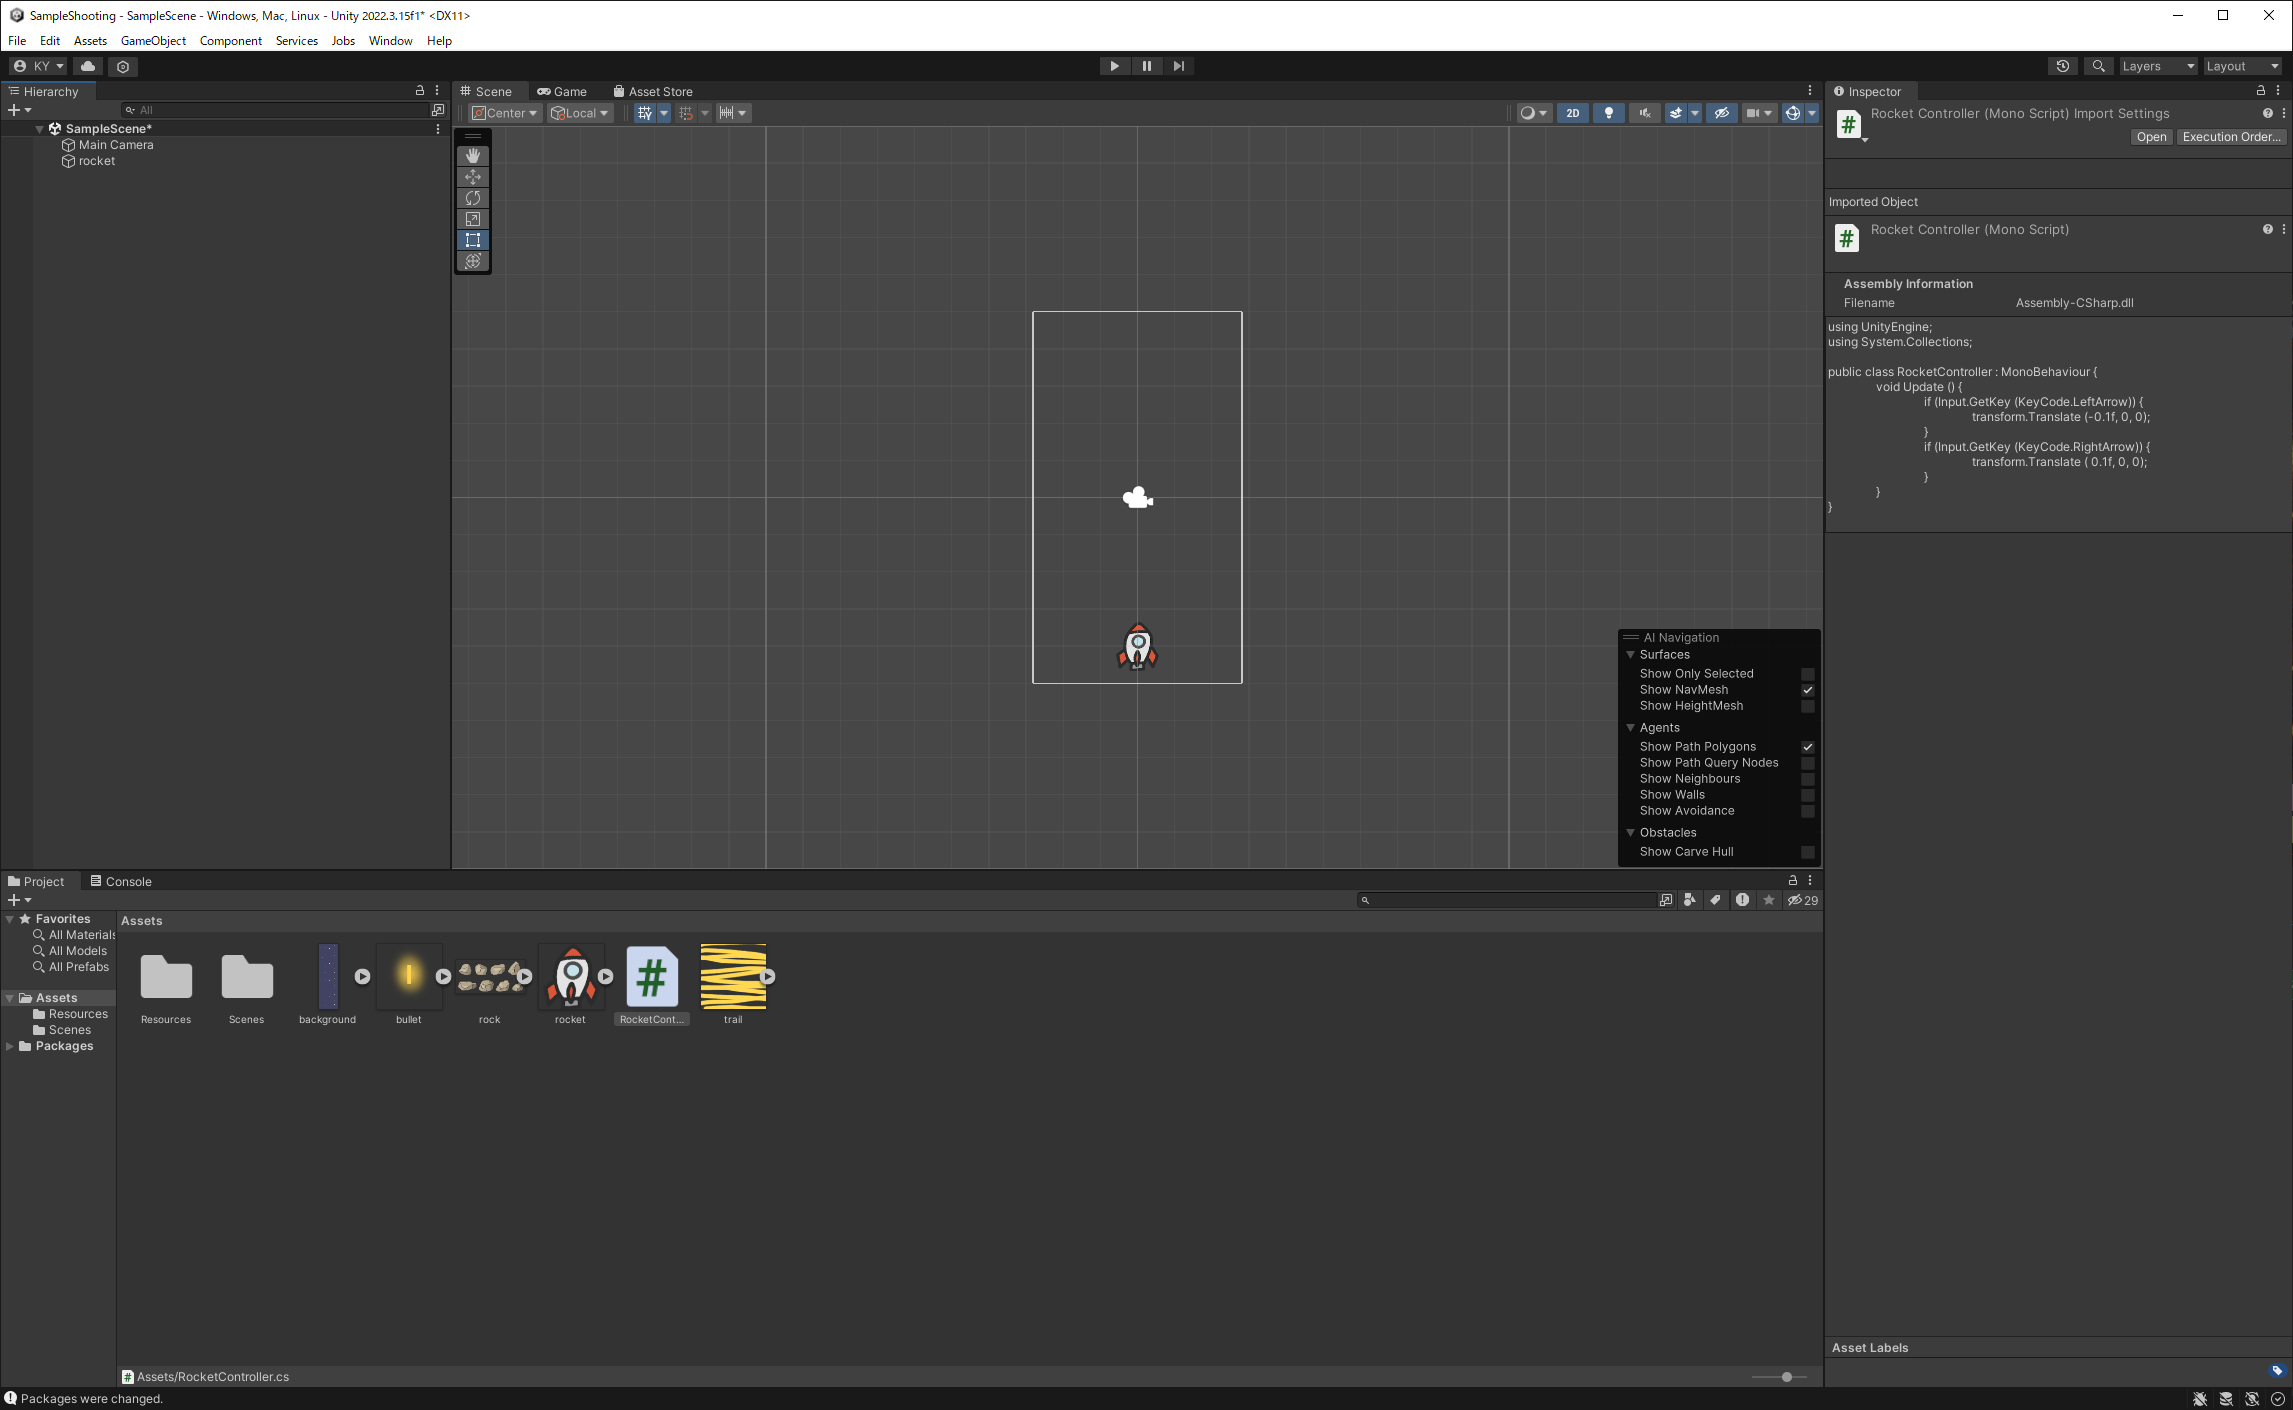 SampleShooting - SampleScene - Windows, Mac, Linux - Unity 2022.3.15f1* <DX11>
File Edit Assets GameObject Component Services Jobs Window Help
KY
Layers
Layout
Hierarchy
All
SampleScene*
Main Camera
rocket
Scene
Game
Asset Store
Center
Local
2D
AI Navigation
Surfaces
Show Only Selected
Show NavMesh
Show HeightMesh
Agents
Show Path Polygons
Show Path Query Nodes
Show Neighbours
Show Walls
Show Avoidance
Obstacles
Show Carve Hull
Inspector
Rocket Controller (Mono Script) Import Settings
Open
Execution Order...
Imported Object
Rocket Controller (Mono Script)
Assembly Information
Filename Assembly-CSharp.dll
using UnityEngine;
using System.Collections;
public class RocketController : MonoBehaviour {
void Update () {
if (Input.GetKey (KeyCode.LeftArrow)) {
transform.Translate (-0.1f, 0, 0);
}
if (Input.GetKey (KeyCode.RightArrow)) {
transform.Translate ( 0.1f, 0, 0);
}
}
}
Asset Labels
Project
Console
29
Favorites
All Materials
All Models
All Prefabs
Assets
Resources
Scenes
Packages
Assets
Resources
Scenes
background
bullet
rock
rocket
RocketCont...
trail
Assets/RocketController.cs
Packages were changed.